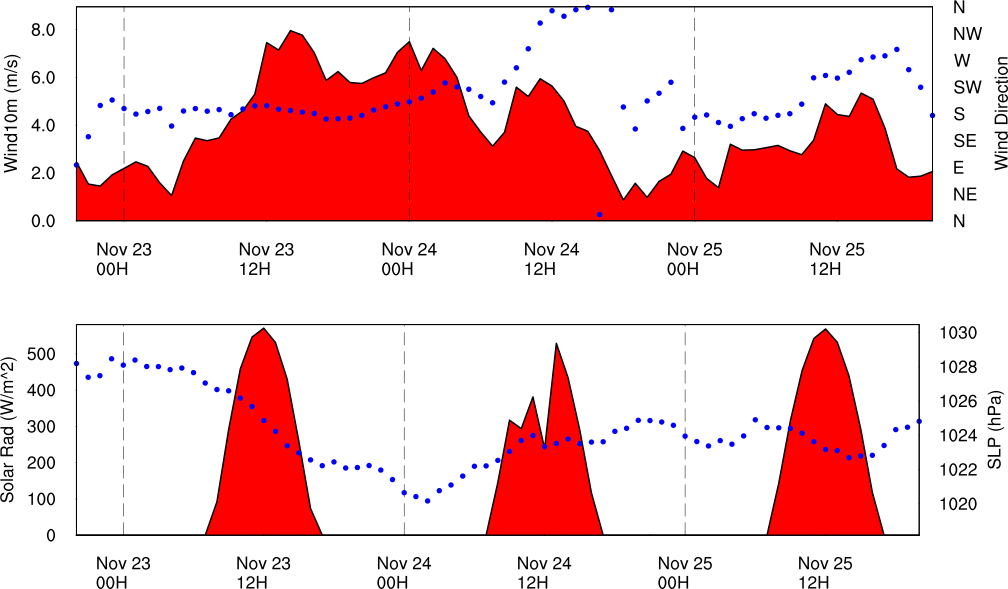 N
8.0
NW
W
6.0
SW
4.0
S
SE
2.0
E
NE
0.0
N
Wind10m (m/s)
Wind Direction
Nov 23 Nov 23 Nov 24 Nov 24 Nov 25 Nov 25
00H 12H 00H 12H 00H 12H
1030
500
1028
400
1026
300
1024
200
1022
100
1020
0
Solar Rad (W/m^2)
SLP (hPa)
Nov 23 Nov 23 Nov 24 Nov 24 Nov 25 Nov 25
00H 12H 00H 12H 00H 12H